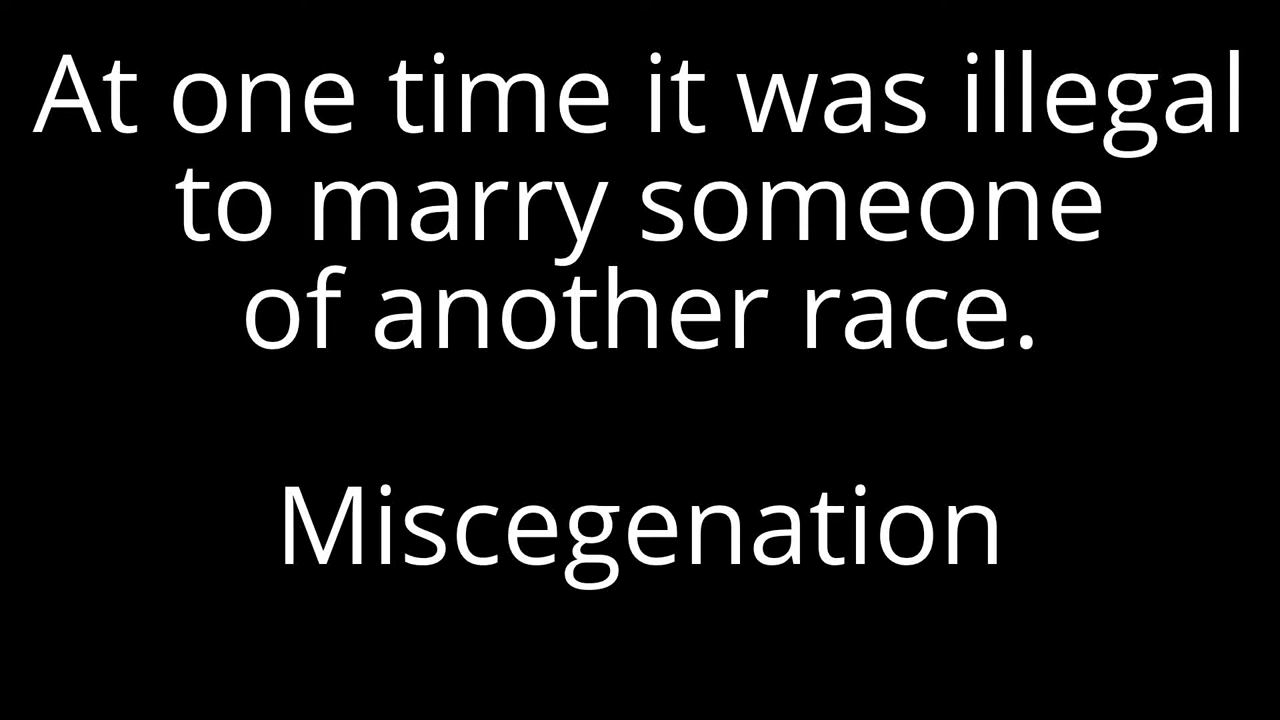 At one time it was illegal
to marry someone
of another race.
Miscegenation